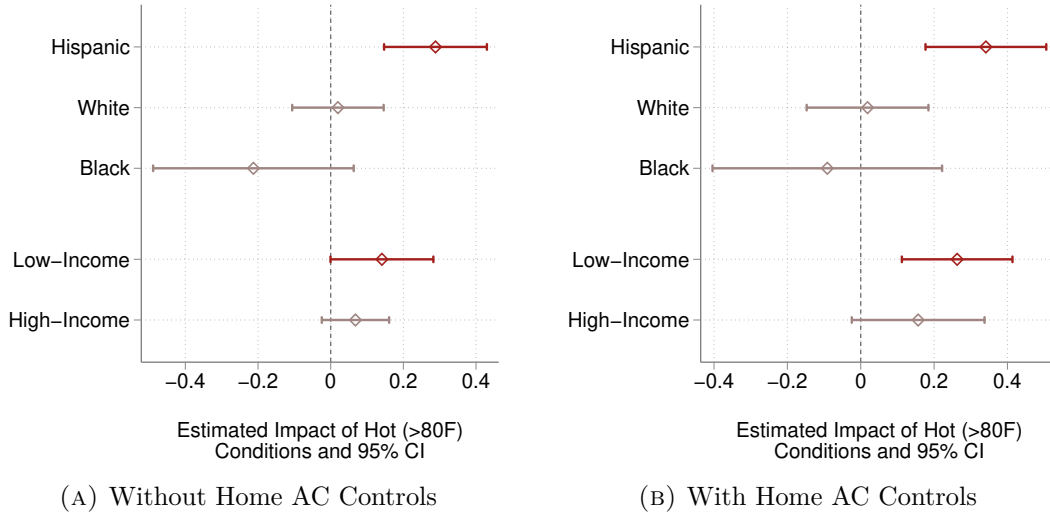 Hispanic
White
Black
Low−Income
High−Income
−0.4 −0.2 0 0.2 0.4
Estimated Impact of Hot (>80F)
Conditions and 95% CI
(A) Without Home AC Controls
Hispanic
White
Black
Low−Income
High−Income
−0.4 −0.2 0 0.2 0.4
Estimated Impact of Hot (>80F)
Conditions and 95% CI
(B) With Home AC Controls